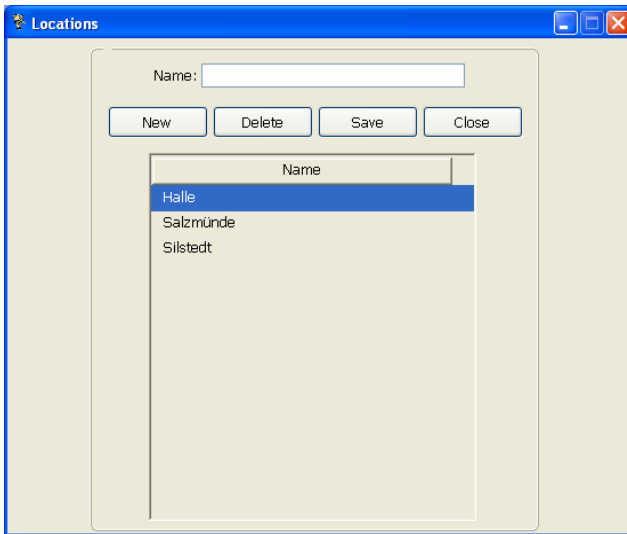 Locations
Name:
New Delete Save Close
Name
Halle
Salzmünde
Silstedt